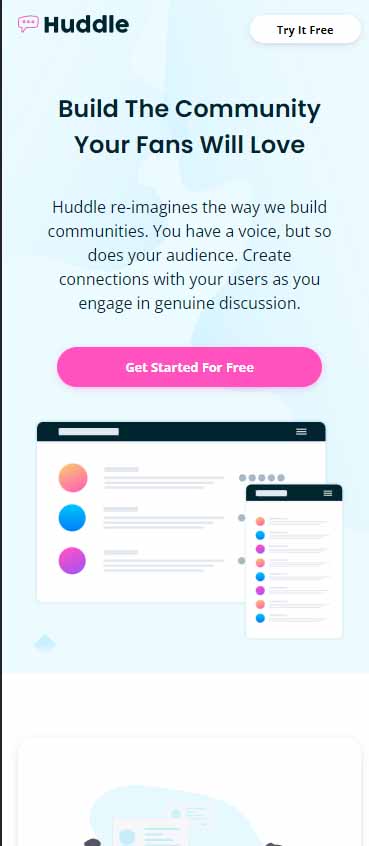 Huddle
Try It Free
Build The Community
Your Fans Will Love
Huddle re-imagines the way we build
communities. You have a voice, but so
does your audience. Create
connections with your users as you
engage in genuine discussion.
Get Started For Free